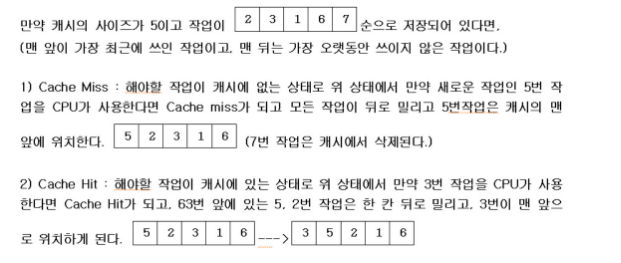 만약 캐시의 사이즈가 5이고 작업이 2 3 1 6 7 순으로 저장되어 있다면,
(맨 앞이 가장 최근에 쓰인 작업이고, 맨 뒤는 가장 오랫동안 쓰이지 않은 작업이다.)
1) Cache Miss : 해야할 작업이 캐시에 없는 상태로 위 상태에서 만약 새로운 작업인 5번 작
업을 CPU가 사용한다면 Cache miss가 되고 모든 작업이 뒤로 밀리고 5번작업은 캐시의 맨
앞에 위치한다. 5 2 3 1 6 (7번 작업은 캐시에서 삭제된다.)
2) Cache Hit : 해야할 작업이 캐시에 있는 상태로 위 상태에서 만약 3번 작업을 CPU가 사용
한다면 Cache Hit가 되고, 63번 앞에 있는 5, 2번 작업은 한 칸 뒤로 밀리고, 3번이 맨 앞으
로 위치하게 된다. 5 2 3 1 6 ---> 3 5 2 1 6